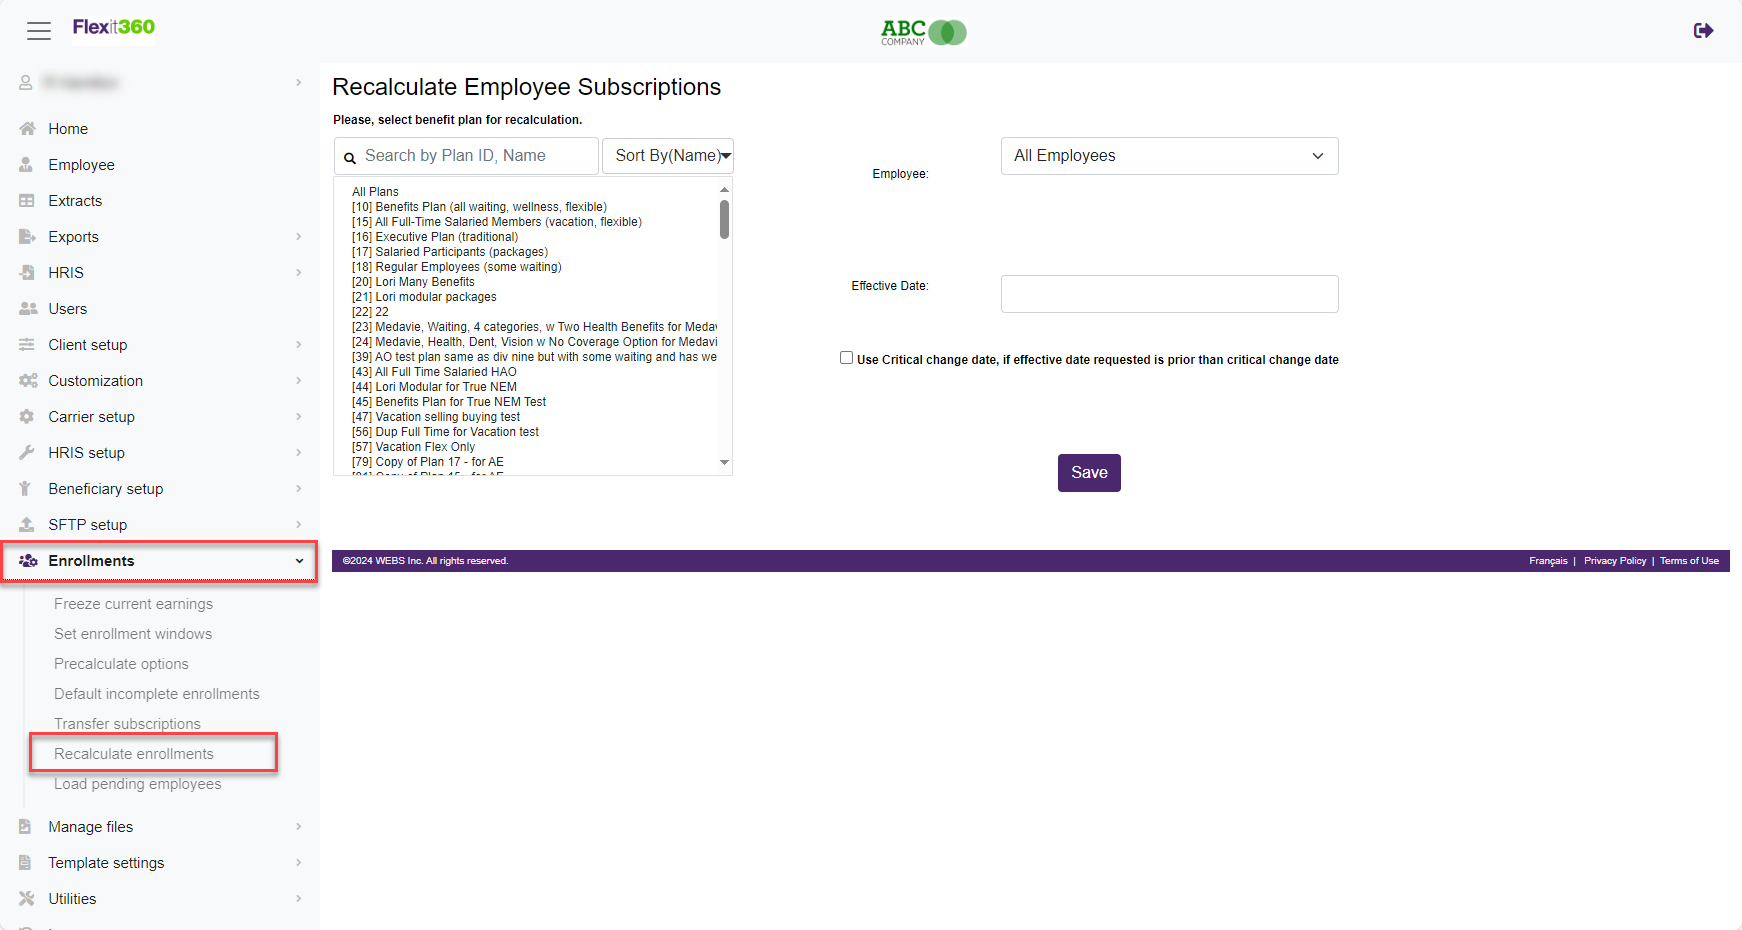 Flexit360
ABC
COMPANY
Home
Employee
Extracts
Exports
HRIS
Users
Client setup
Customization
Carrier setup
HRIS setup
Beneficiary setup
SFTP setup
Enrollments
Freeze current earnings
Set enrollment windows
Precalculate options
Default incomplete enrollments
Transfer subscriptions
Recalculate enrollments
Load pending employees
Manage files
Template settings
Utilities
Recalculate Employee Subscriptions
Please, select benefit plan for recalculation.
Search by Plan ID, Name
Sort By(Name)
All Plans
[10] Benefits Plan (all waiting, wellness, flexible)
[15] All Full-Time Salaried Members (vacation, flexible)
[16] Executive Plan (traditional)
[17] Salaried Participants (packages)
[18] Regular Employees (some waiting)
[20] Lori Many Benefits
[21] Lori modular packages
[22] 22
[23] Medavie, Waiting, 4 categories, w Two Health Benefits for Medav
[24] Medavie, Health, Dent, Vision w No Coverage Option for Medavi
[39] AO test plan same as div nine but with some waiting and has we
[43] All Full Time Salaried HAO
[44] Lori Modular for True NEM
[45] Benefits Plan for True NEM Test
[47] Vacation selling buying test
[56] Dup Full Time for Vacation test
[57] Vacation Flex Only
[79] Copy of Plan 17 - for AE
Employee:
All Employees
Effective Date:
Use Critical change date, if effective date requested is prior than critical change date
Save
©2024 WEBS Inc. All rights reserved.
Français | Privacy Policy | Terms of Use